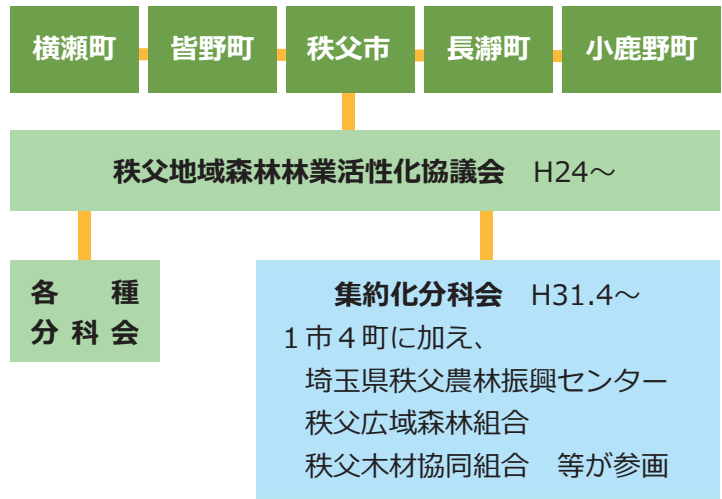 横瀬町 皆野町 秩父市 長瀞町 小鹿野町
秩父地域森林林業活性化協議会　H24～
各種
分科会
集約化分科会　H31.4～
１市４町に加え、
埼玉県秩父農林振興センター
秩父広域森林組合
秩父木材協同組合　等が参画